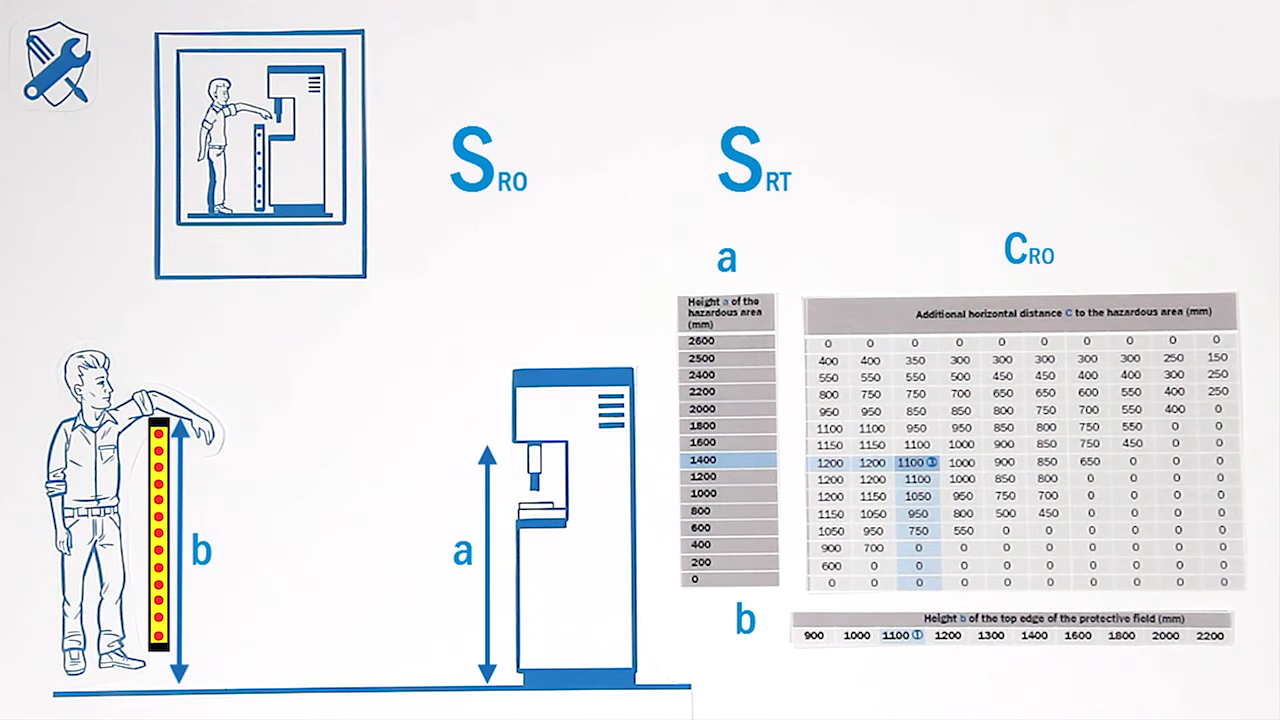 S RO
S RT
a
C RO
Height a of the
hazardous area
(mm)
2600
2500
2400
2200
2000
1800
1600
1400
1200
1000
800
600
400
200
0
Additional horizontal distance C to the hazardous area (mm)
0 0 0 0 0 0 0 0 0 0
400 400 350 300 300 300 300 300 250 150
550 550 550 500 450 450 400 400 300 250
800 750 750 700 650 650 600 550 400 250
950 950 850 850 800 750 700 550 400 0
1100 1100 950 950 850 800 750 550 0 0
1150 1150 1100 1000 900 850 750 450 0 0
1200 1200 1100 ① 1000 900 850 650 0 0 0
1200 1200 1100 1000 850 800 0 0 0 0
1200 1150 1050 950 750 700 0 0 0 0
1150 1050 950 800 500 450 0 0 0 0
1050 950 750 550 0 0 0 0 0 0
900 700 0 0 0 0 0 0 0 0
600 0 0 0 0 0 0 0 0 0
0 0 0 0 0 0 0 0 0 0
b
a
b
Height b of the top edge of the protective field (mm)
900 1000 1100 ① 1200 1300 1400 1600 1800 2000 2200